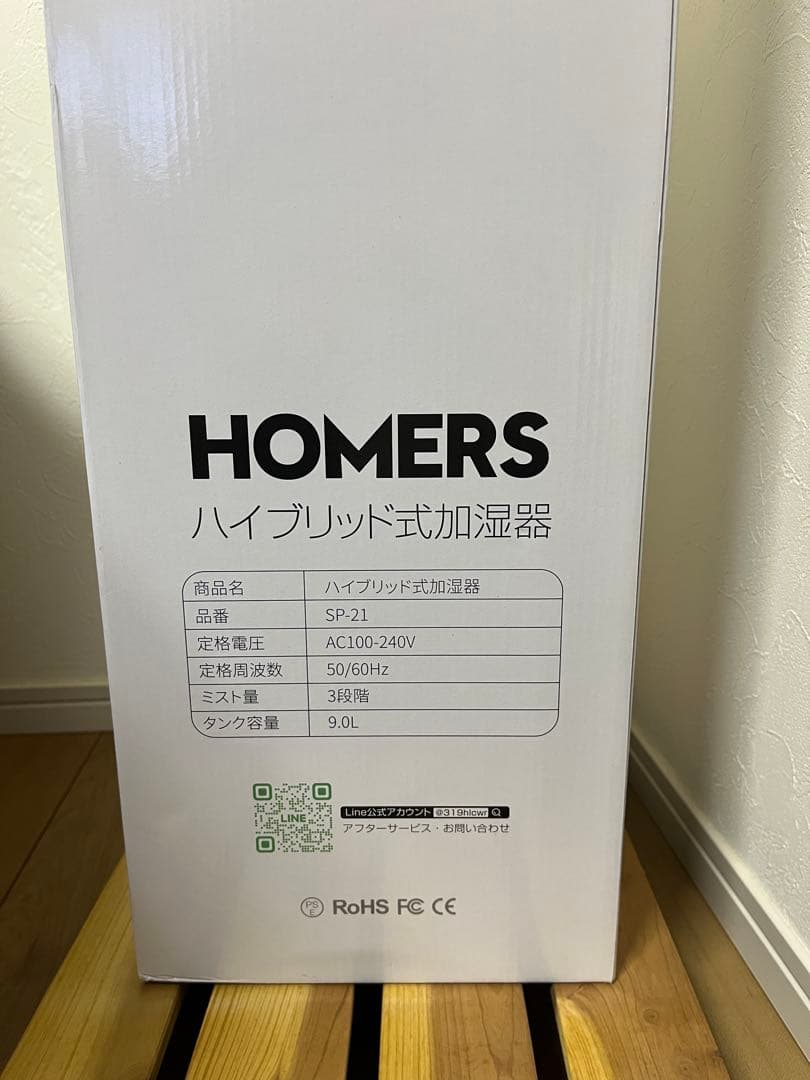 HOMERS
ハイブリッド式加湿器
商品名 ハイブリッド式加湿器
品番 SP-21
定格電圧 AC100-240V
定格周波数 50/60Hz
ミスト量 3段階
タンク容量 9.0L
LINE
Line公式アカウント @319hlcwr
アフターサービス・お問い合わせ
PSE RoHS FC CE